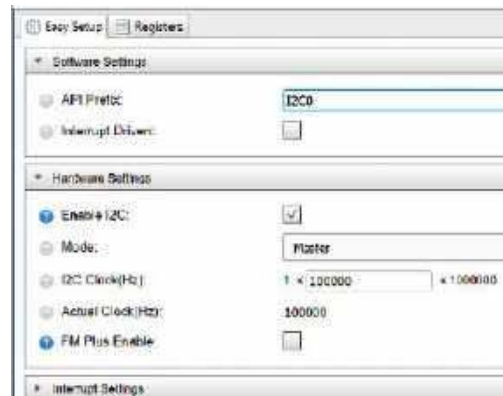 Easy Setup Registers
Software Settings
API Prefix: I2C0
Interrupt Driven:
Hardware Settings
Enable I2C:
Mode: Master
I2C Clock(Hz): 1 ≤ 100000 ≤ 1000000
Actual Clock(Hz): 100000
FM Plus Enable:
Interrupt Settings